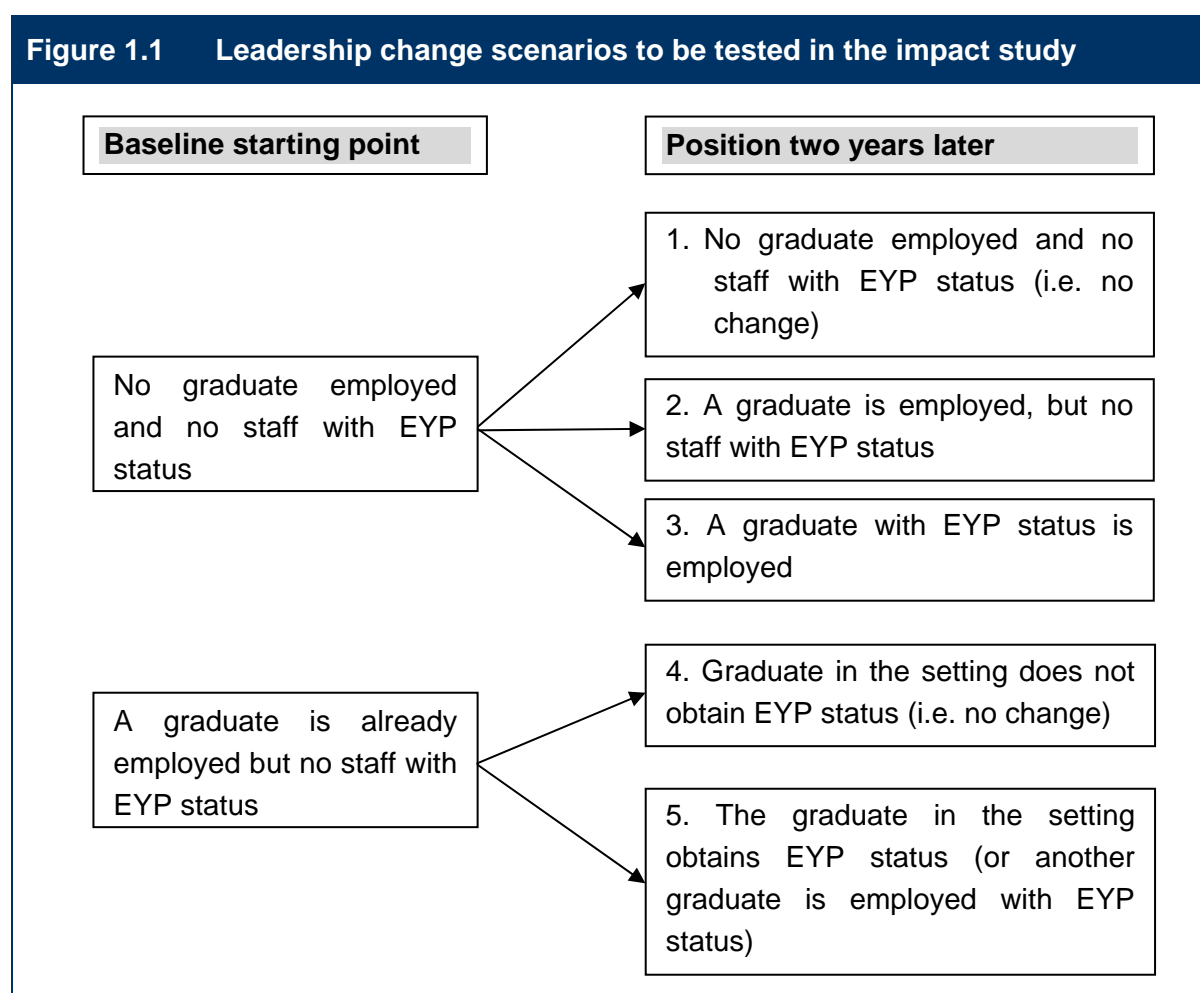 Figure 1.1 Leadership change scenarios to be tested in the impact study
Baseline starting point
Position two years later
No graduate employed
and no staff with EYP
status
1. No graduate employed and no
staff with EYP status (i.e. no
change)
2. A graduate is employed, but no
staff with EYP status
3. A graduate with EYP status is
employed
A graduate is already
employed but no staff with
EYP status
4. Graduate in the setting does not
obtain EYP status (i.e. no change)
5. The graduate in the setting
obtains EYP status (or another
graduate is employed with EYP
status)